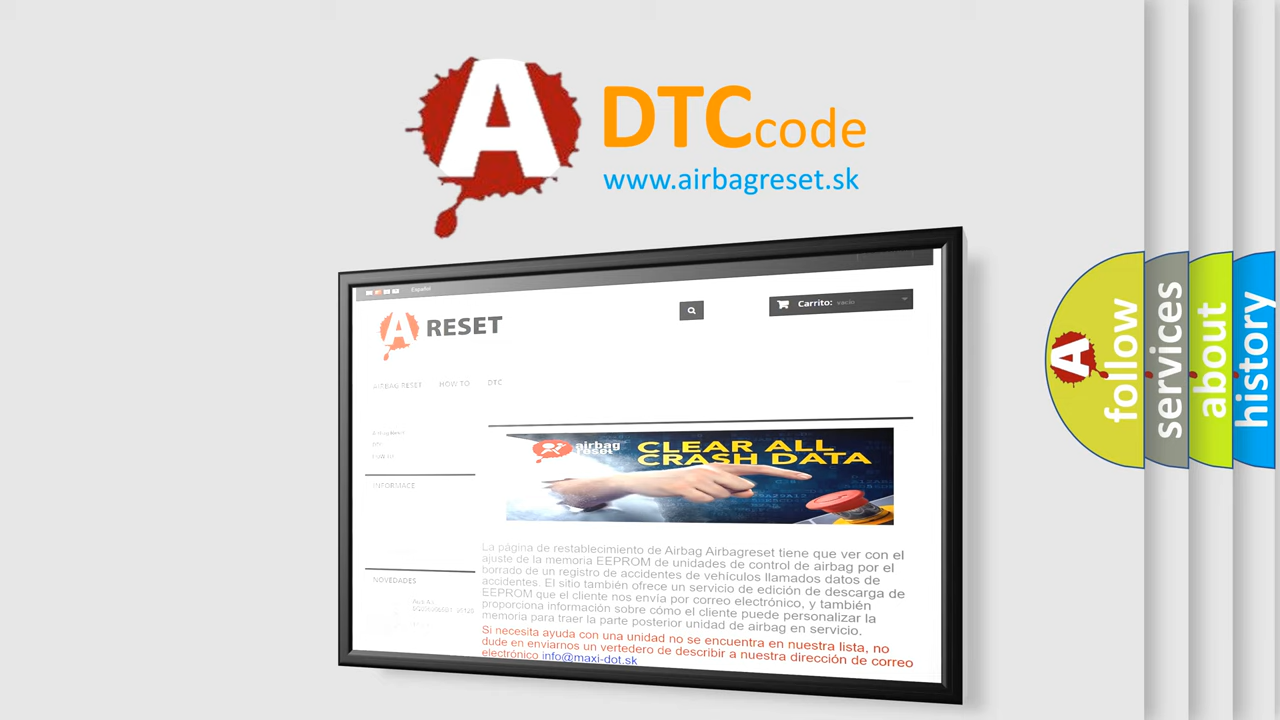 A DTCcode
www.airbagreset.sk
Español
A RESET
Carrito: vacío
AIRBAG RESET HOW TO DTC
INFORMACE
airbag
reset
CLEAR ALL
CRASH DATA
La página de restablecimiento de Airbag Airbagreset tiene que ver con el
ajuste de la memoria EEPROM de unidades de control de airbag por el
borrado de un registro de accidentes de vehículos llamados datos de
accidentes. El sitio también ofrece un servicio de edición de descarga de
EEPROM que el cliente nos envía por correo electrónico, y también
proporciona información sobre cómo el cliente puede personalizar la
memoria para traer la parte posterior unidad de airbag en servicio.
Si necesita ayuda con una unidad no se encuentra en nuestra lista, no
dude en enviarnos un vertedero de describir a nuestra dirección de correo
electrónico info@maxi-dot.sk
NOVEDADES
A follow
services
about
history